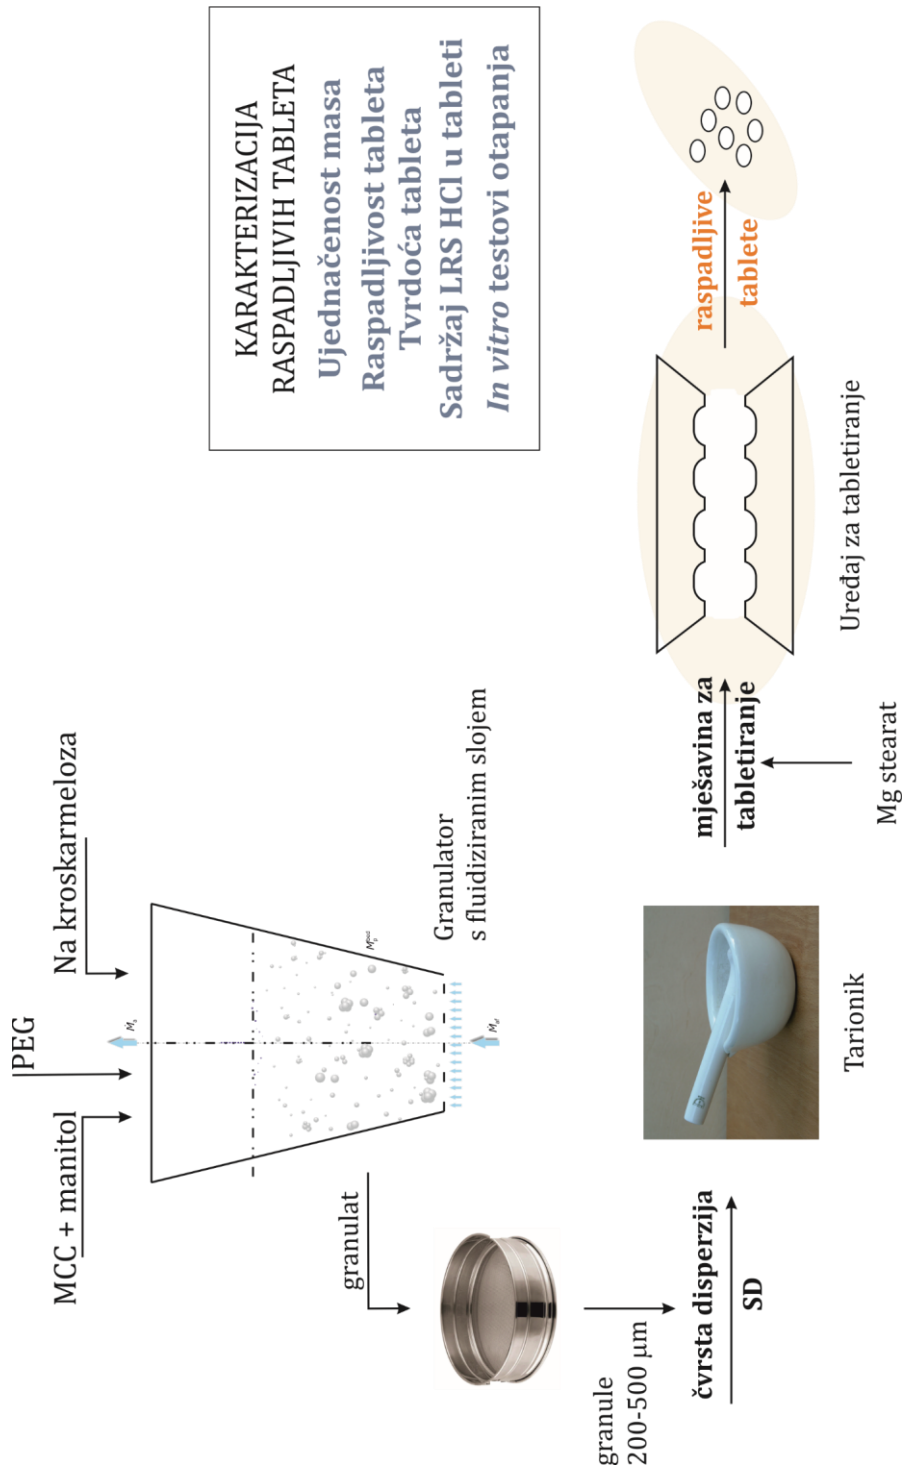 PEG
MCC + manitol
Na kroskarmeloza
Granulator
s fluidiziranim slojem
granulat
granule
200-500 μm
čvrsta disperzija
SD
Tarionik
mješavina za
tabletiranje
Mg stearat
Uređaj za tabletiranje
raspadljive
tablete
KARAKTERIZACIJA
RASPADLJIVIH TABLETA
Ujednačenost masa
Raspadljivost tableta
Tvrdoća tableta
Sadržaj LRS HCl u tableti
In vitro testovi otapanja